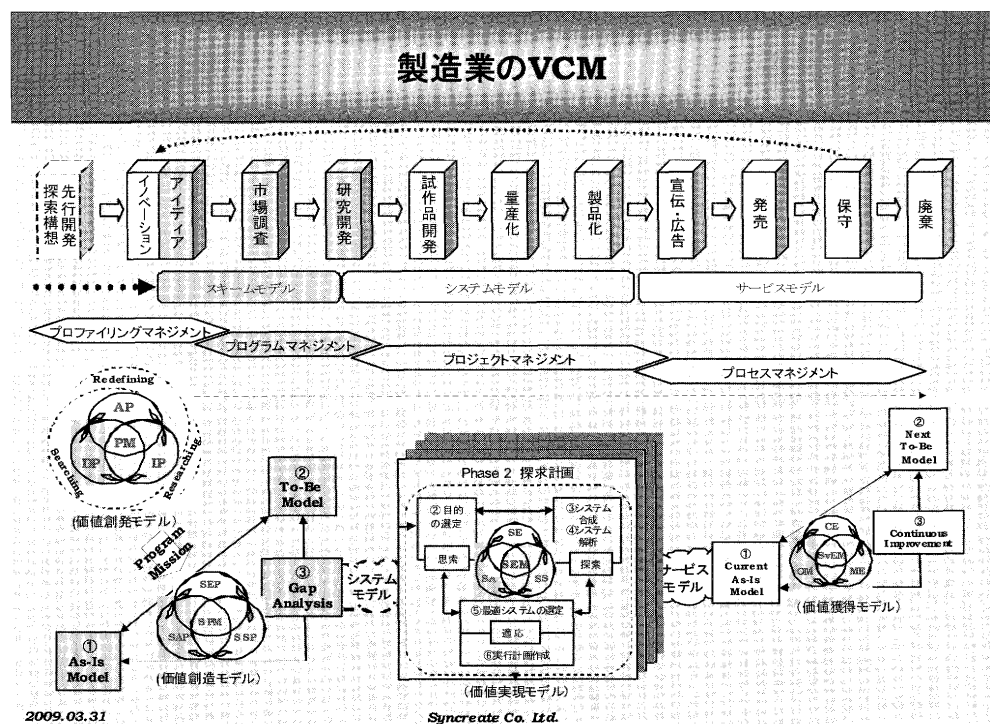 製造業のVCM
先行開発
探索構想
アイディア
イノベーション
市場調査
研究開発
試作品開発
量産化
製品化
宣伝・広告
発売
保守
廃棄
スキームモデル
システムモデル
サービスモデル
プロファイリングマネジメント
プログラムマネジメント
プロジェクトマネジメント
プロセスマネジメント
Redefining
Searching
Researching
AP
PM
DP
IP
(価値創発モデル)
Program
Mission
①
As-Is
Model
②
To-Be
Model
③
Gap
Analysis
SEP
SPM
SAP
SSP
(価値創造モデル)
システム
モデル
Phase 2 探求計画
②目的
の選定
思索
③システム
合成
④システム
解析
探索
SE
SEM
SA
SS
⑤最適システムの選定
適応
⑥実行計画作成
(価値実現モデル)
サービス
モデル
①
Current
As-Is
Model
②
Next
To-Be
Model
③
Continuous
Improvement
CE
SvEM
OM
ME
(価値獲得モデル)
2009.03.31
Syncreate Co. Ltd.